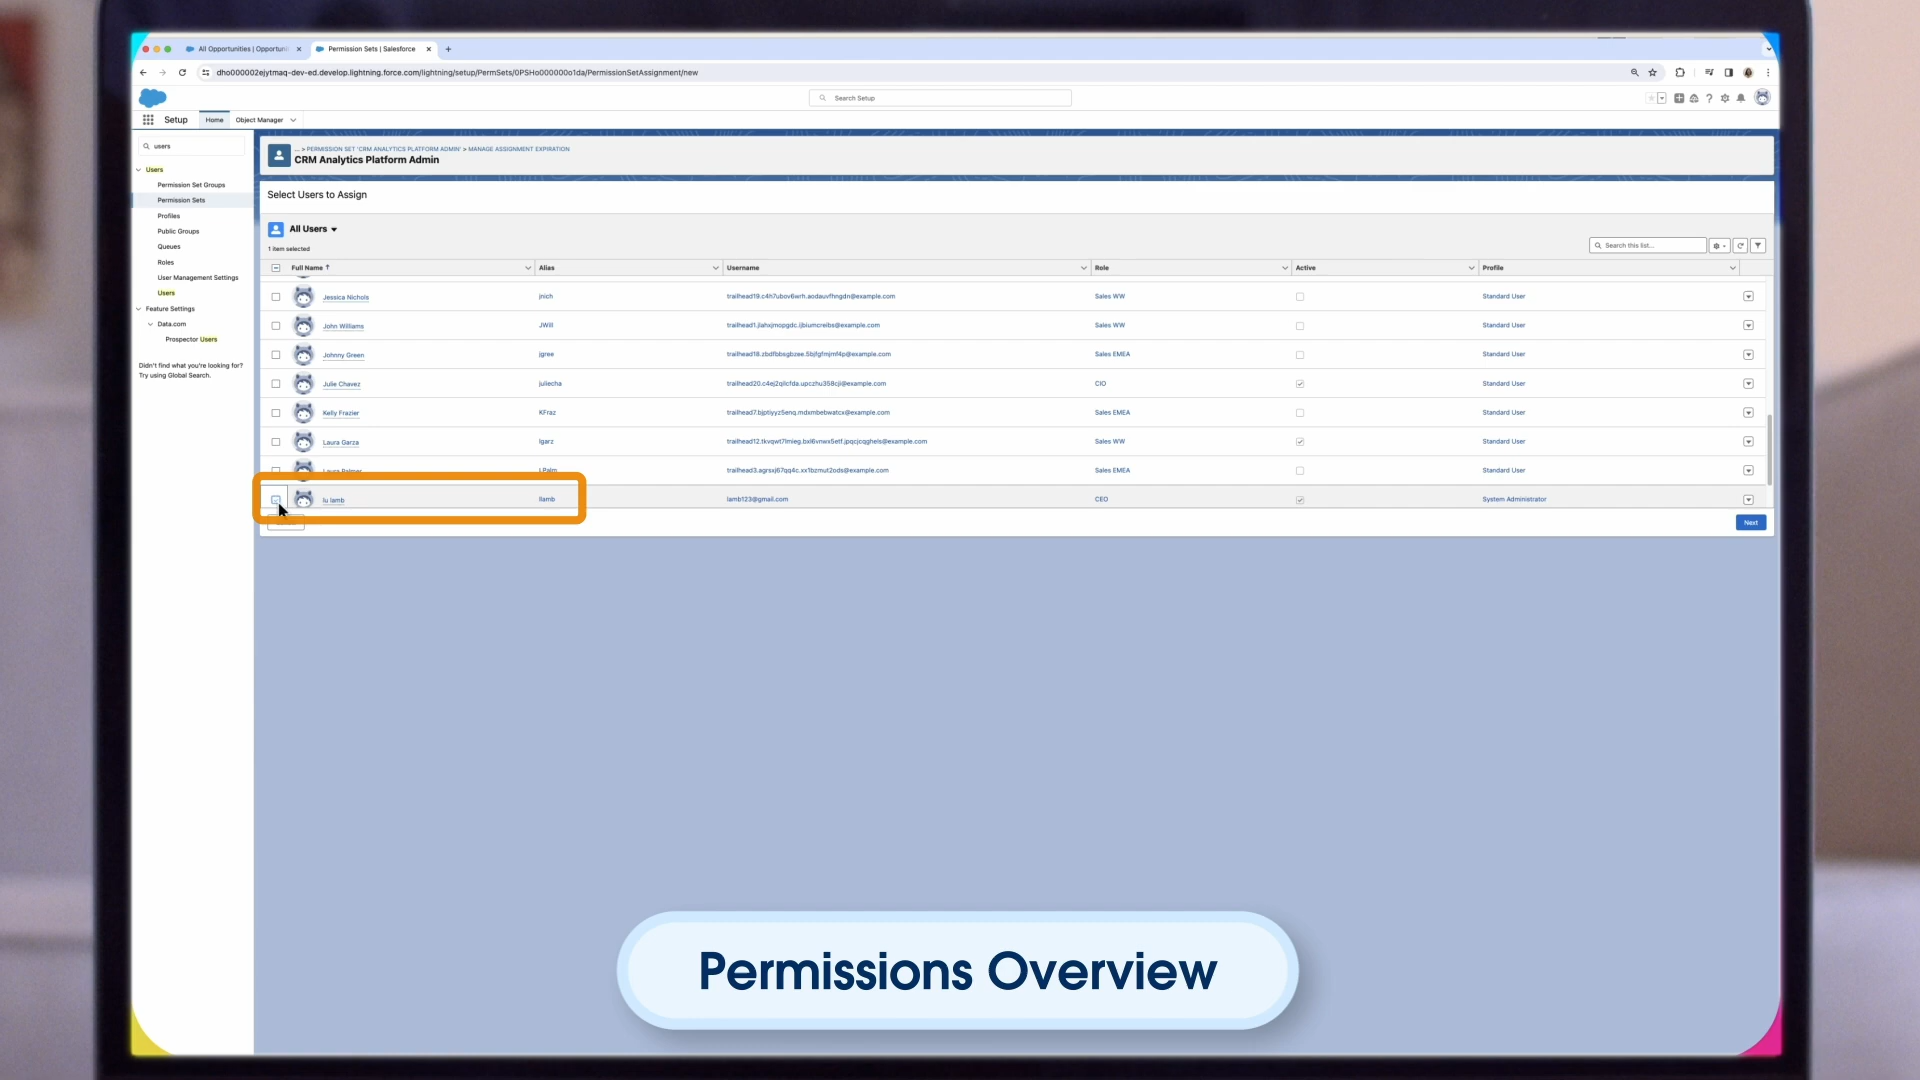 All Opportunities | Opportuni
Permission Sets | Salesforce
dho000002ejytmaq-dev-ed.develop.lightning.force.com/lightning/setup/PermSets/0PSHo000000o1da/PermissionSetAssignment/new
Search Setup
Setup
Home
Object Manager
users
Users
Permission Set Groups
Permission Sets
Profiles
Public Groups
Queues
Roles
User Management Settings
Users
Feature Settings
Data.com
Prospector Users
Didn't find what you're looking for?
Try using Global Search.
... > PERMISSION SET 'CRM ANALYTICS PLATFORM ADMIN' > MANAGE ASSIGNMENT EXPIRATION
CRM Analytics Platform Admin
Select Users to Assign
All Users
1 item selected
Search this list...
Full Name ↑ Alias Username Role Active Profile
Jessica Nichols jnich trailhead19.c4h7ubov6wrh.aodauvfhngdn@example.com Sales WW Standard User
John Williams JWill trailhead1.jlahxjmopgdc.ljbiumcreibs@example.com Sales WW Standard User
Johnny Green jgree trailhead18.zbdfbbsgbzee.5bjfgfmjmf4p@example.com Sales EMEA Standard User
Julie Chavez juliecha trailhead20.c4ej2qilcfda.upczhu358cji@example.com CIO Standard User
Kelly Frazier KFraz trailhead7.bjptiyyz5enq.mdxmbebwatcx@example.com Sales EMEA Standard User
Laura Garza lgarz trailhead12.tkvqwt7lmieg.bxl6vnwx5etf.jpqcjcqghels@example.com Sales WW Standard User
Laura Palmer LPalm trailhead3.agrsxj67qq4c.xx1bzmut2ods@example.com Sales EMEA Standard User
lu lamb llamb lamb123@gmail.com CEO System Administrator
Next
Permissions Overview